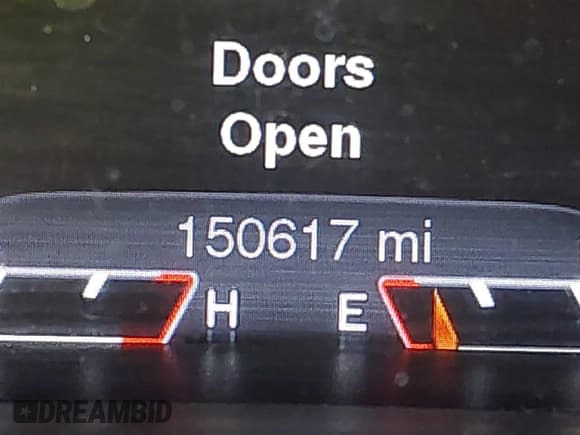 Doors
Open
150617 mi
H E
DREAMBID